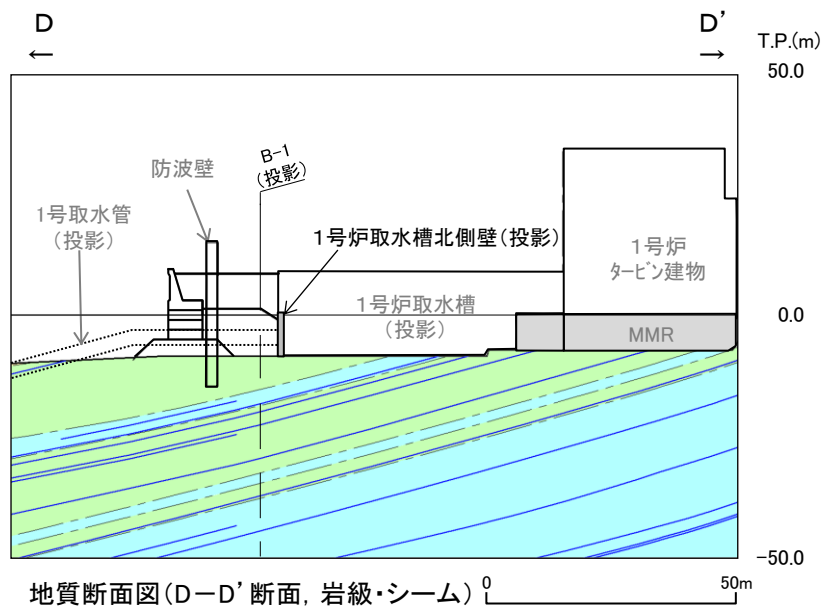 D
←
D’
→
T.P.(m)
50.0
B-1
(投影)
防波壁
1号取水管
(投影)
1号炉取水槽北側壁(投影)
1号炉
タービン建物
1号炉取水槽
(投影)
0.0
MMR
-50.0
地質断面図(D－D’断面, 岩級・シーム)
0
50m